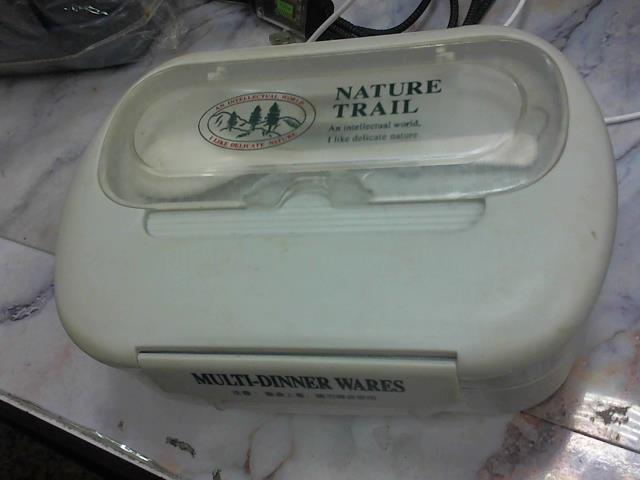 AN INTELLECTUAL WORLD
I LIKE DELICATE NATURE
NATURE
TRAIL
An intellectual world,
I like delicate nature
MULTI-DINNER WARES